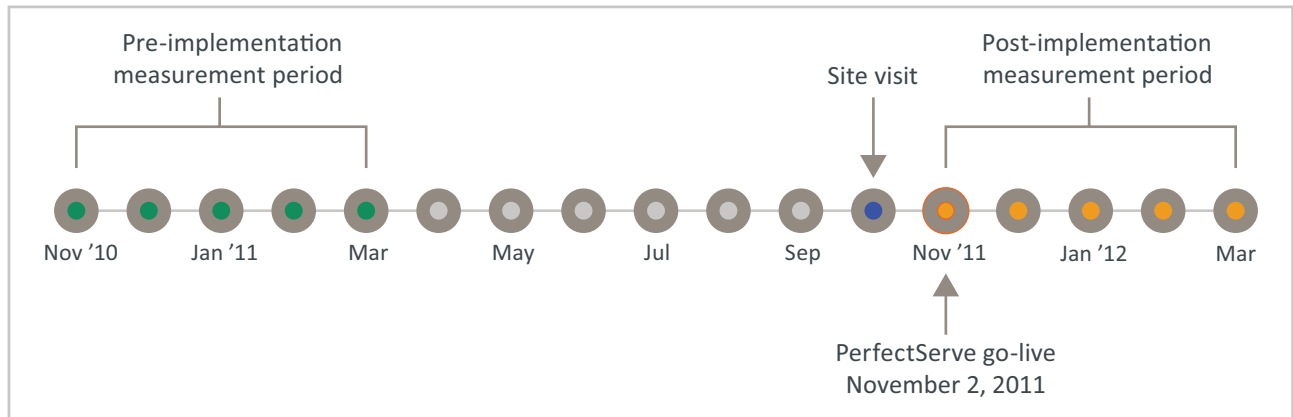 Pre-implementation
measurement period
Site visit
Post-implementation
measurement period
Nov ’10
Jan ’11
Mar
May
Jul
Sep
Nov ’11
Jan ’12
Mar
PerfectServe go-live
November 2, 2011